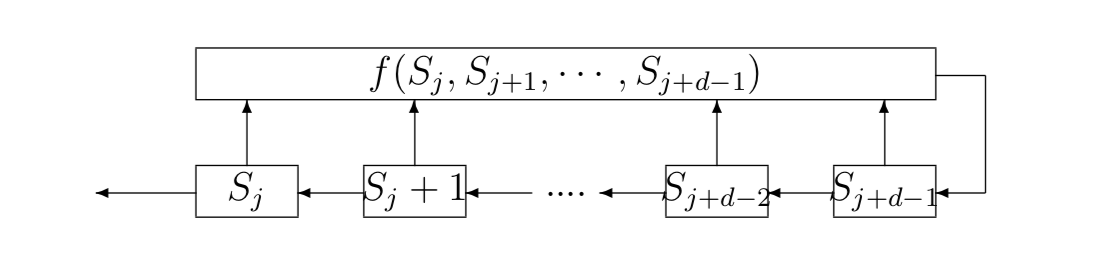 f(S_j, S_{j+1}, ⋯ , S_{j+d−1})
S_j S_j + 1 .... S_{j+d−2} S_{j+d−1}